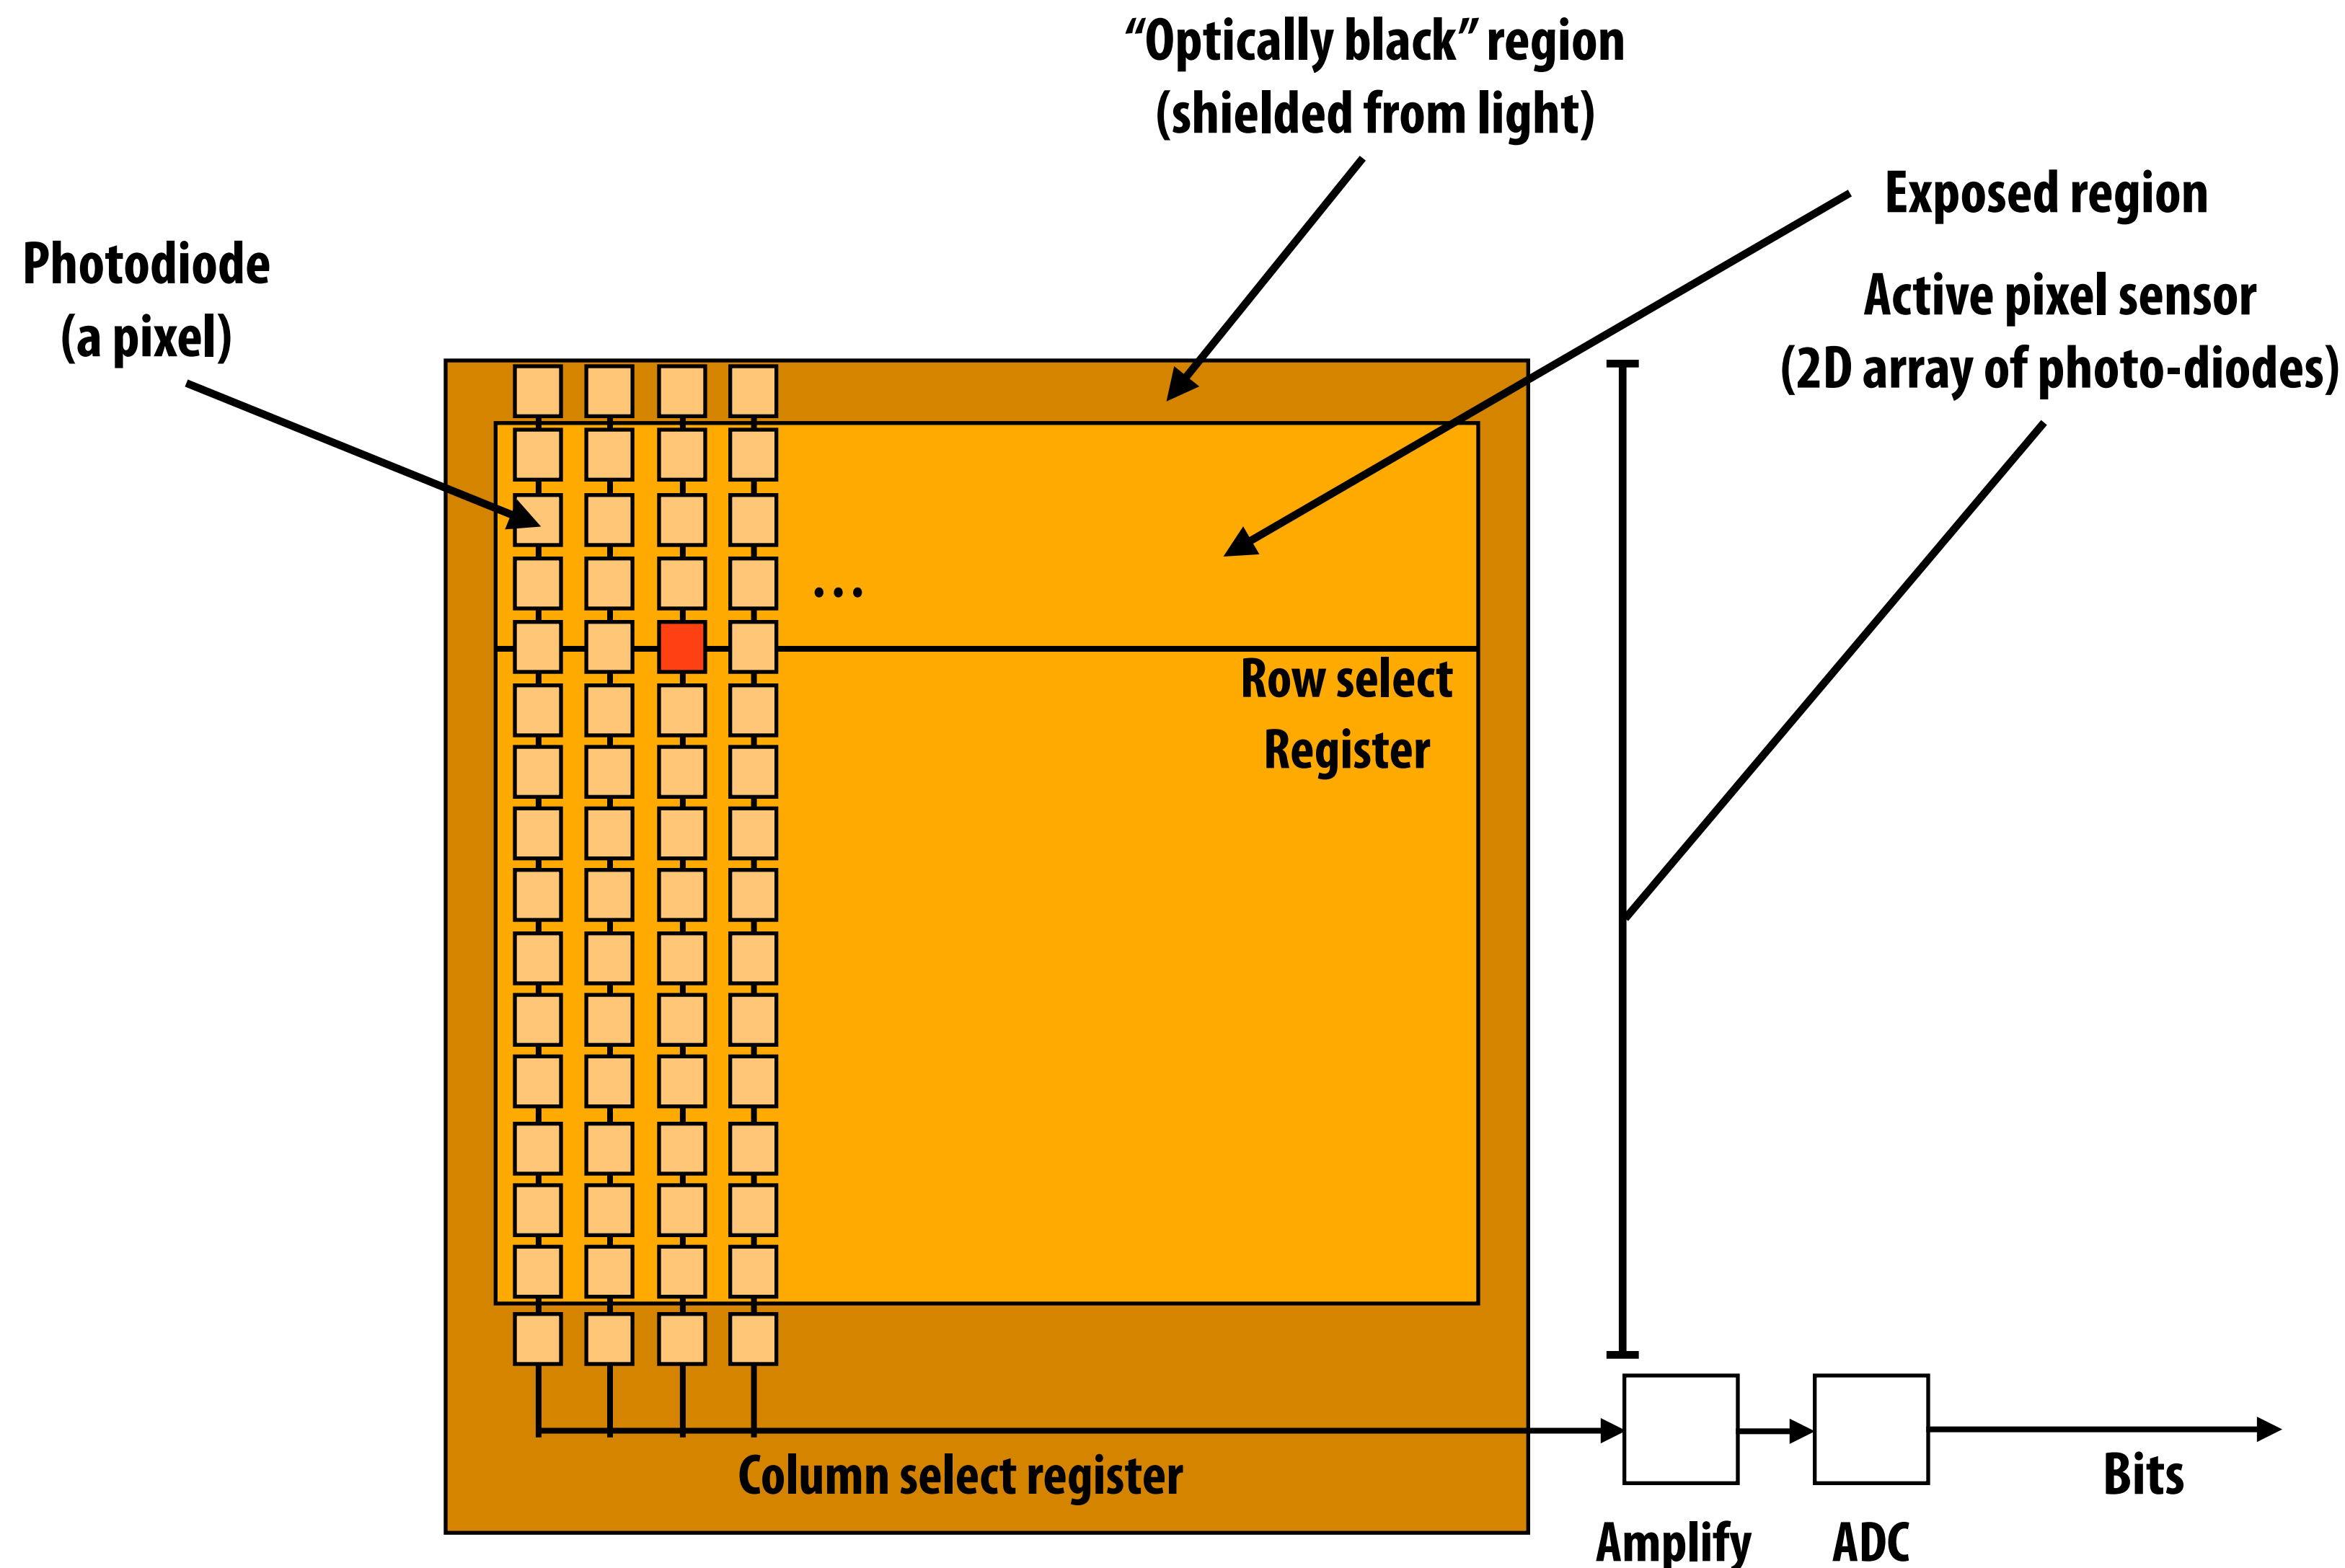 “Optically black” region
(shielded from light)
Exposed region
Photodiode
(a pixel)
Active pixel sensor
(2D array of photo-diodes)
...
Row select
Register
Column select register
Bits
Amplify
ADC